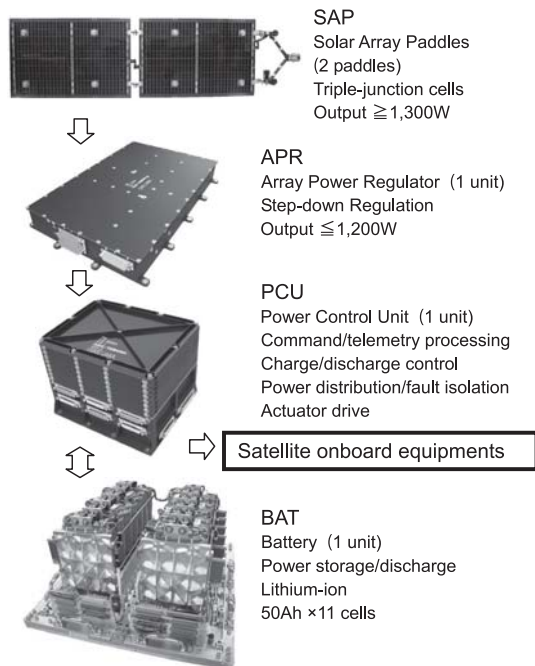 SAP
Solar Array Paddles
(2 paddles)
Triple-junction cells
Output ≧1,300W
APR
Array Power Regulator (1 unit)
Step-down Regulation
Output ≦1,200W
PCU
Power Control Unit (1 unit)
Command/telemetry processing
Charge/discharge control
Power distribution/fault isolation
Actuator drive
Satellite onboard equipments
BAT
Battery (1 unit)
Power storage/discharge
Lithium-ion
50Ah ×11 cells